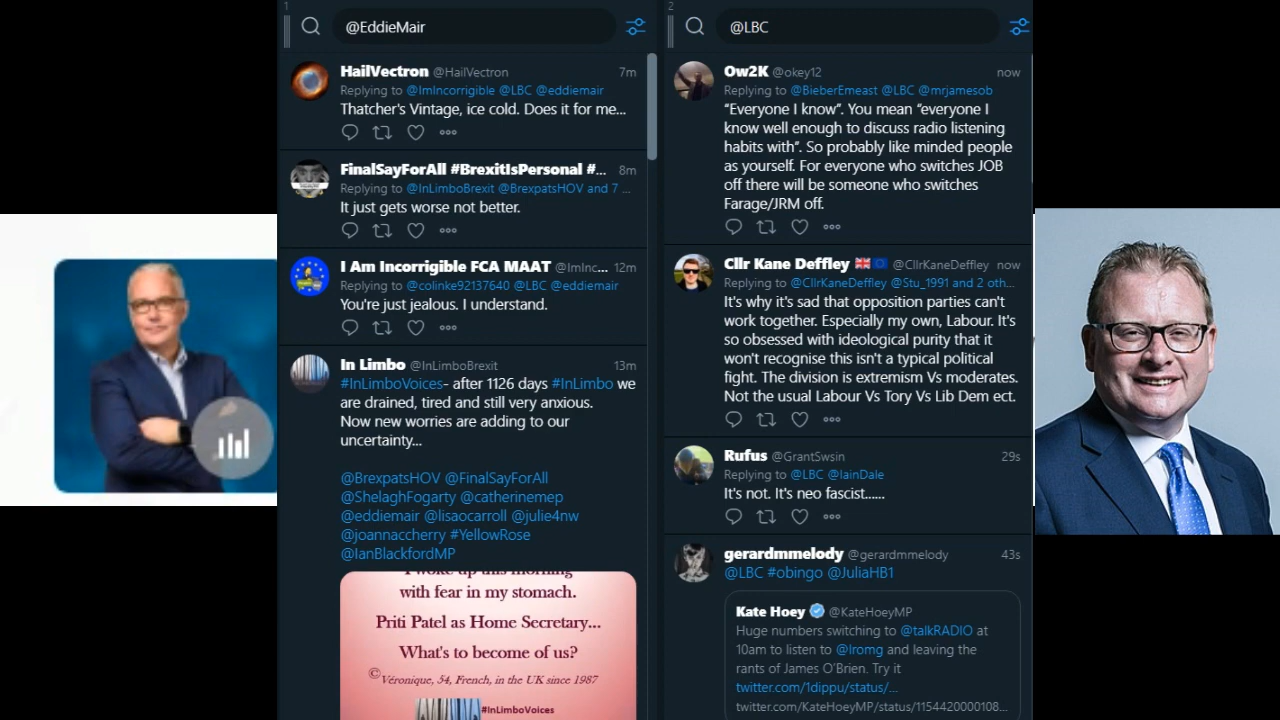 1
@EddieMair
HailVectron @HailVectron 7m
Replying to @ImIncorrigible @LBC @eddiemair
Thatcher's Vintage, ice cold. Does it for me...
FinalSayForAll #BrexitIsPersonal #... 8m
Replying to @InLimboBrexit @BrexpatsHOV and 7 ...
It just gets worse not better.
I Am Incorrigible FCA MAAT @ImInc... 12m
Replying to @colinke92137640 @LBC @eddiemair
You're just jealous. I understand.
In Limbo @InLimboBrexit 13m
#InLimboVoices- after 1126 days #InLimbo we
are drained, tired and still very anxious.
Now new worries are adding to our
uncertainty...
@BrexpatsHOV @FinalSayForAll
@ShelaghFogarty @catherinemep
@eddiemair @lisaocarroll @julie4nw
@joannaccherry #YellowRose
@IanBlackfordMP
I woke up this morning
with fear in my stomach.
Priti Patel as Home Secretary...
What's to become of us?
© Véronique, 54, French, in the UK since 1987
#InLimboVoices
2
@LBC
Ow2K @okey12 now
Replying to @BieberEmeast @LBC @mrjamesob
“Everyone I know”. You mean “everyone I
know well enough to discuss radio listening
habits with”. So probably like minded people
as yourself. For everyone who switches JOB
off there will be someone who switches
Farage/JRM off.
Cllr Kane Deffley 🇬🇧🇪🇺 @CllrKaneDeffley now
Replying to @CllrKaneDeffley @Stu_1991 and 2 oth...
It's why it's sad that opposition parties can't
work together. Especially my own, Labour. It's
so obsessed with ideological purity that it
won't recognise this isn't a typical political
fight. The division is extremism Vs moderates.
Not the usual Labour Vs Tory Vs Lib Dem ect.
Rufus @GrantSwsin 29s
Replying to @LBC @IainDale
It's not. It's neo fascist......
gerardmmelody @gerardmmelody 43s
@LBC #obingo @JuliaHB1
Kate Hoey @KateHoeyMP
Huge numbers switching to @talkRADIO at
10am to listen to @Iromg and leaving the
rants of James O'Brien. Try it
twitter.com/1dippu/status/...
twitter.com/KateHoeyMP/status/1154420000108...